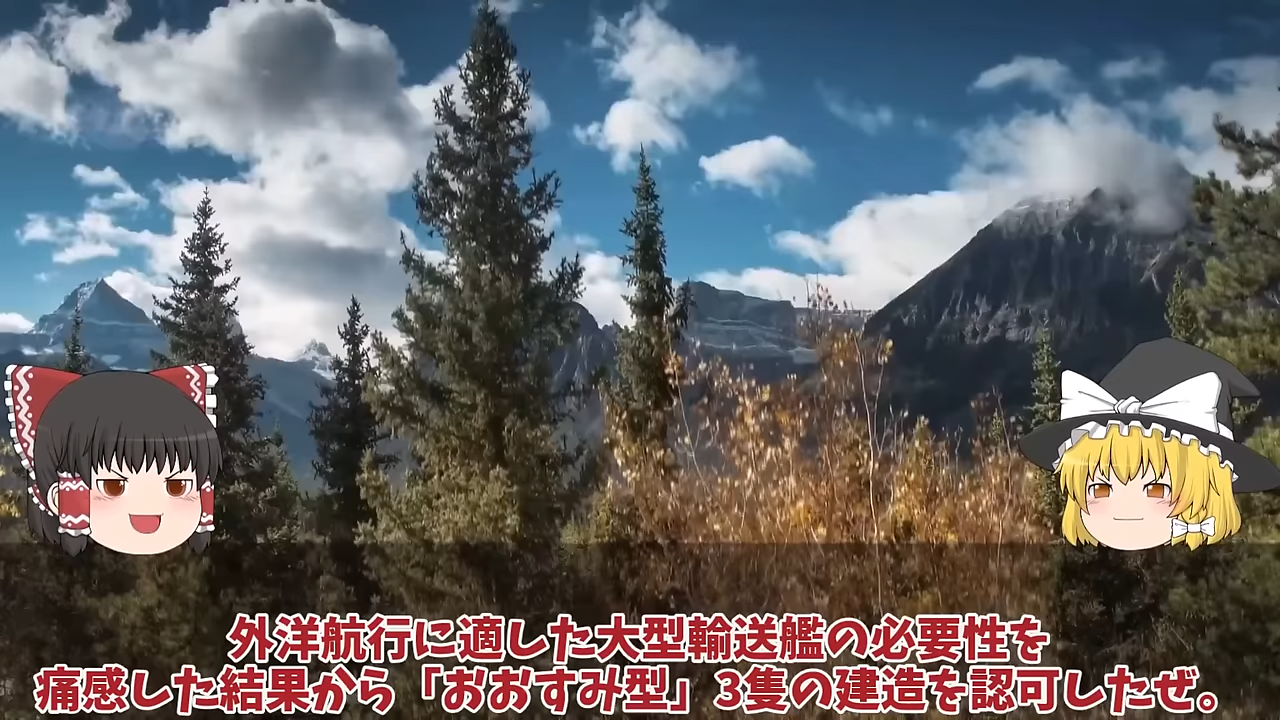 外洋航行に適した大型輸送艦の必要性を
痛感した結果から「おおすみ型」3隻の建造を認可したぜ。